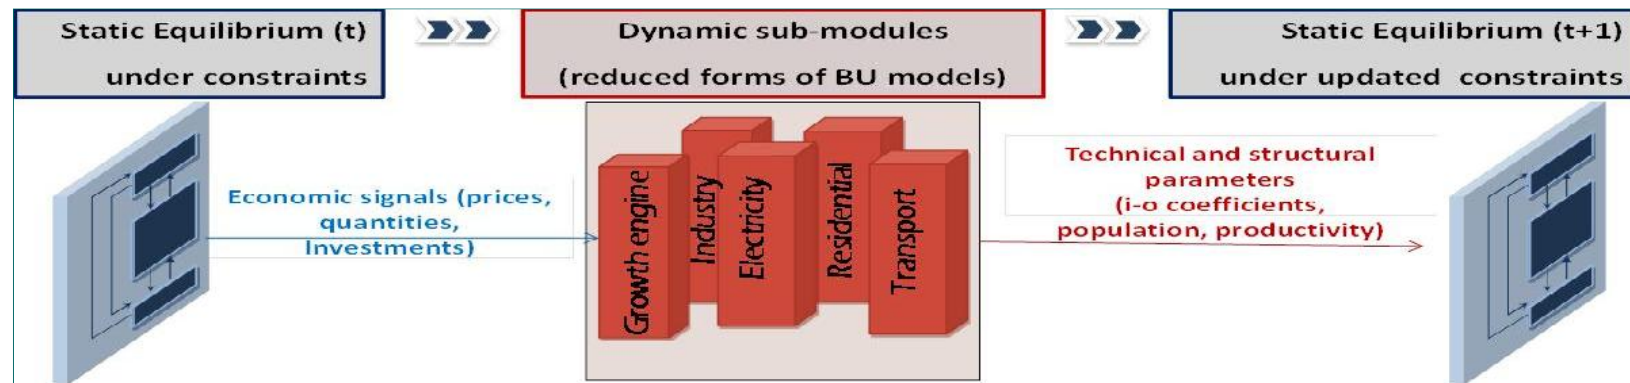 Static Equilibrium (t)
under constraints
Dynamic sub-modules
(reduced forms of BU models)
Static Equilibrium (t+1)
under updated constraints
Economic signals (prices,
quantities,
Investments)
Growth engine
Industry
Electricity
Residential
Transport
Technical and structural
parameters
(i-o coefficients,
population, productivity)